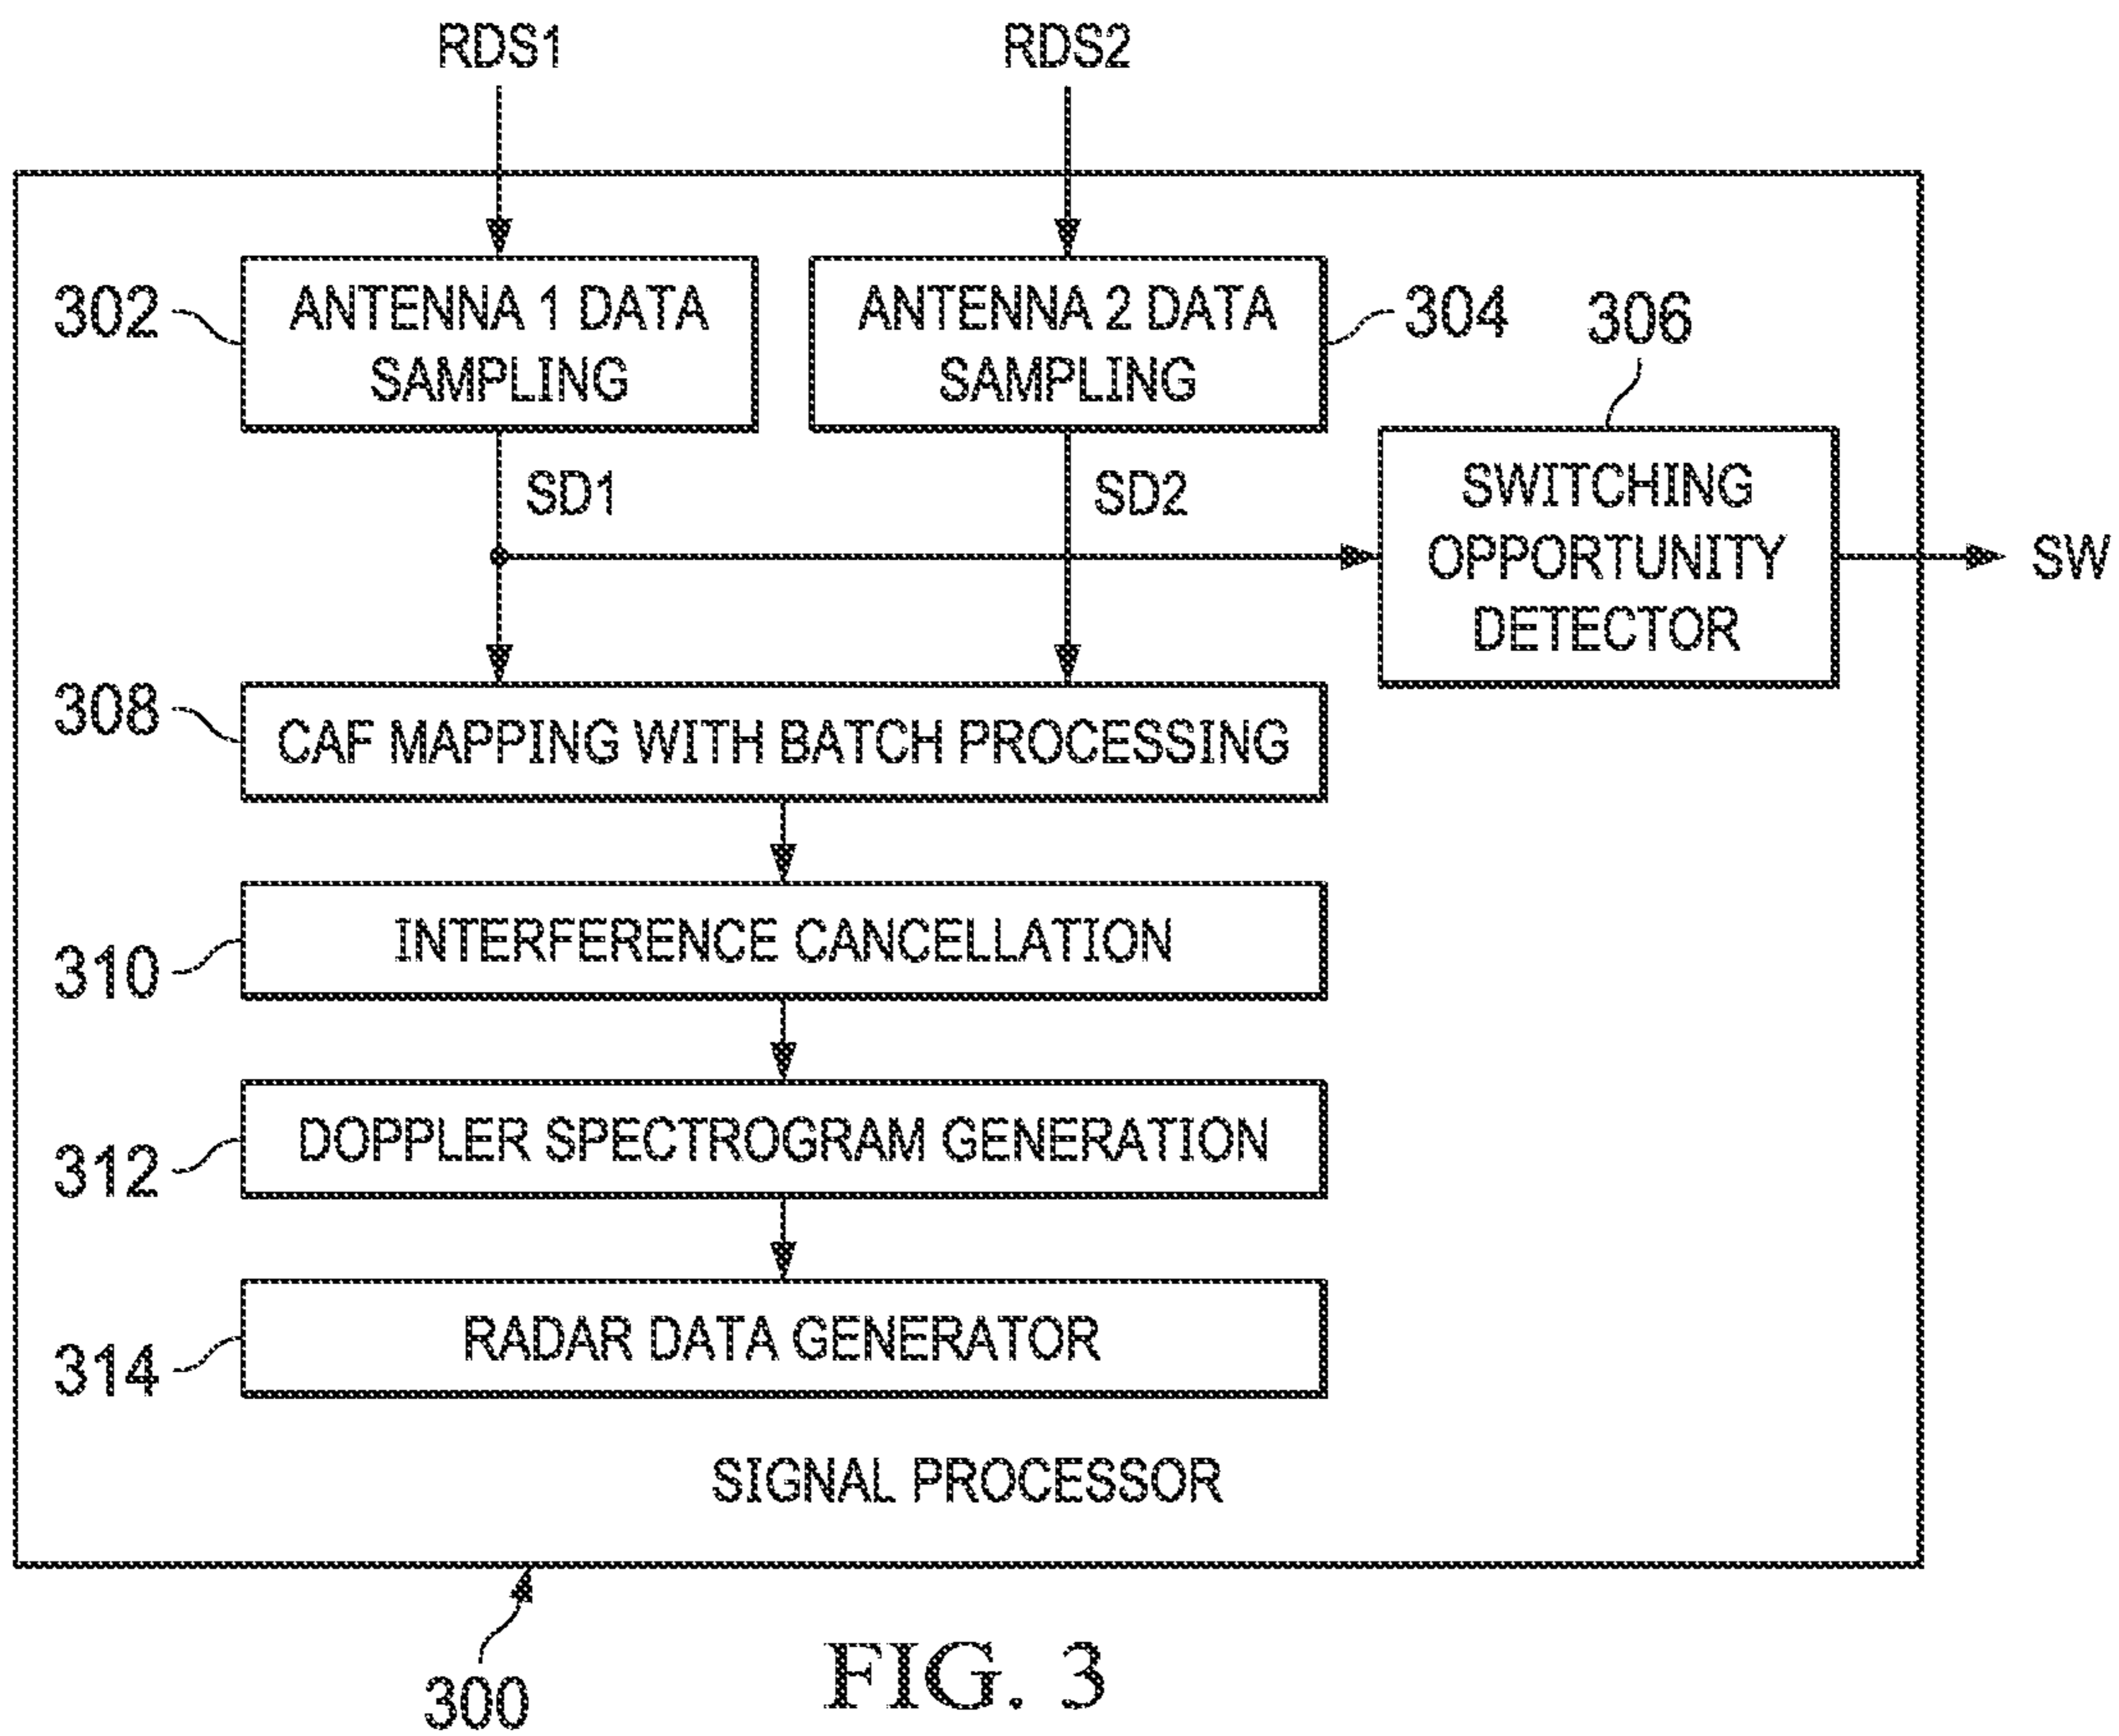 RDS1
RDS2
302
ANTENNA 1 DATA
SAMPLING
ANTENNA 2 DATA
SAMPLING
304
306
SD1
SD2
SWITCHING
OPPORTUNITY
DETECTOR
SW
308
CAF MAPPING WITH BATCH PROCESSING
310
INTERFERENCE CANCELLATION
312
DOPPLER SPECTROGRAM GENERATION
314
RADAR DATA GENERATOR
SIGNAL PROCESSOR
300
FIG. 3